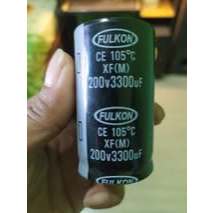 FULKON
CE 105°C
XF(M)
200v3300uF
FULKON
CE 105°C
XF(M)
200v3300uF
FULKON